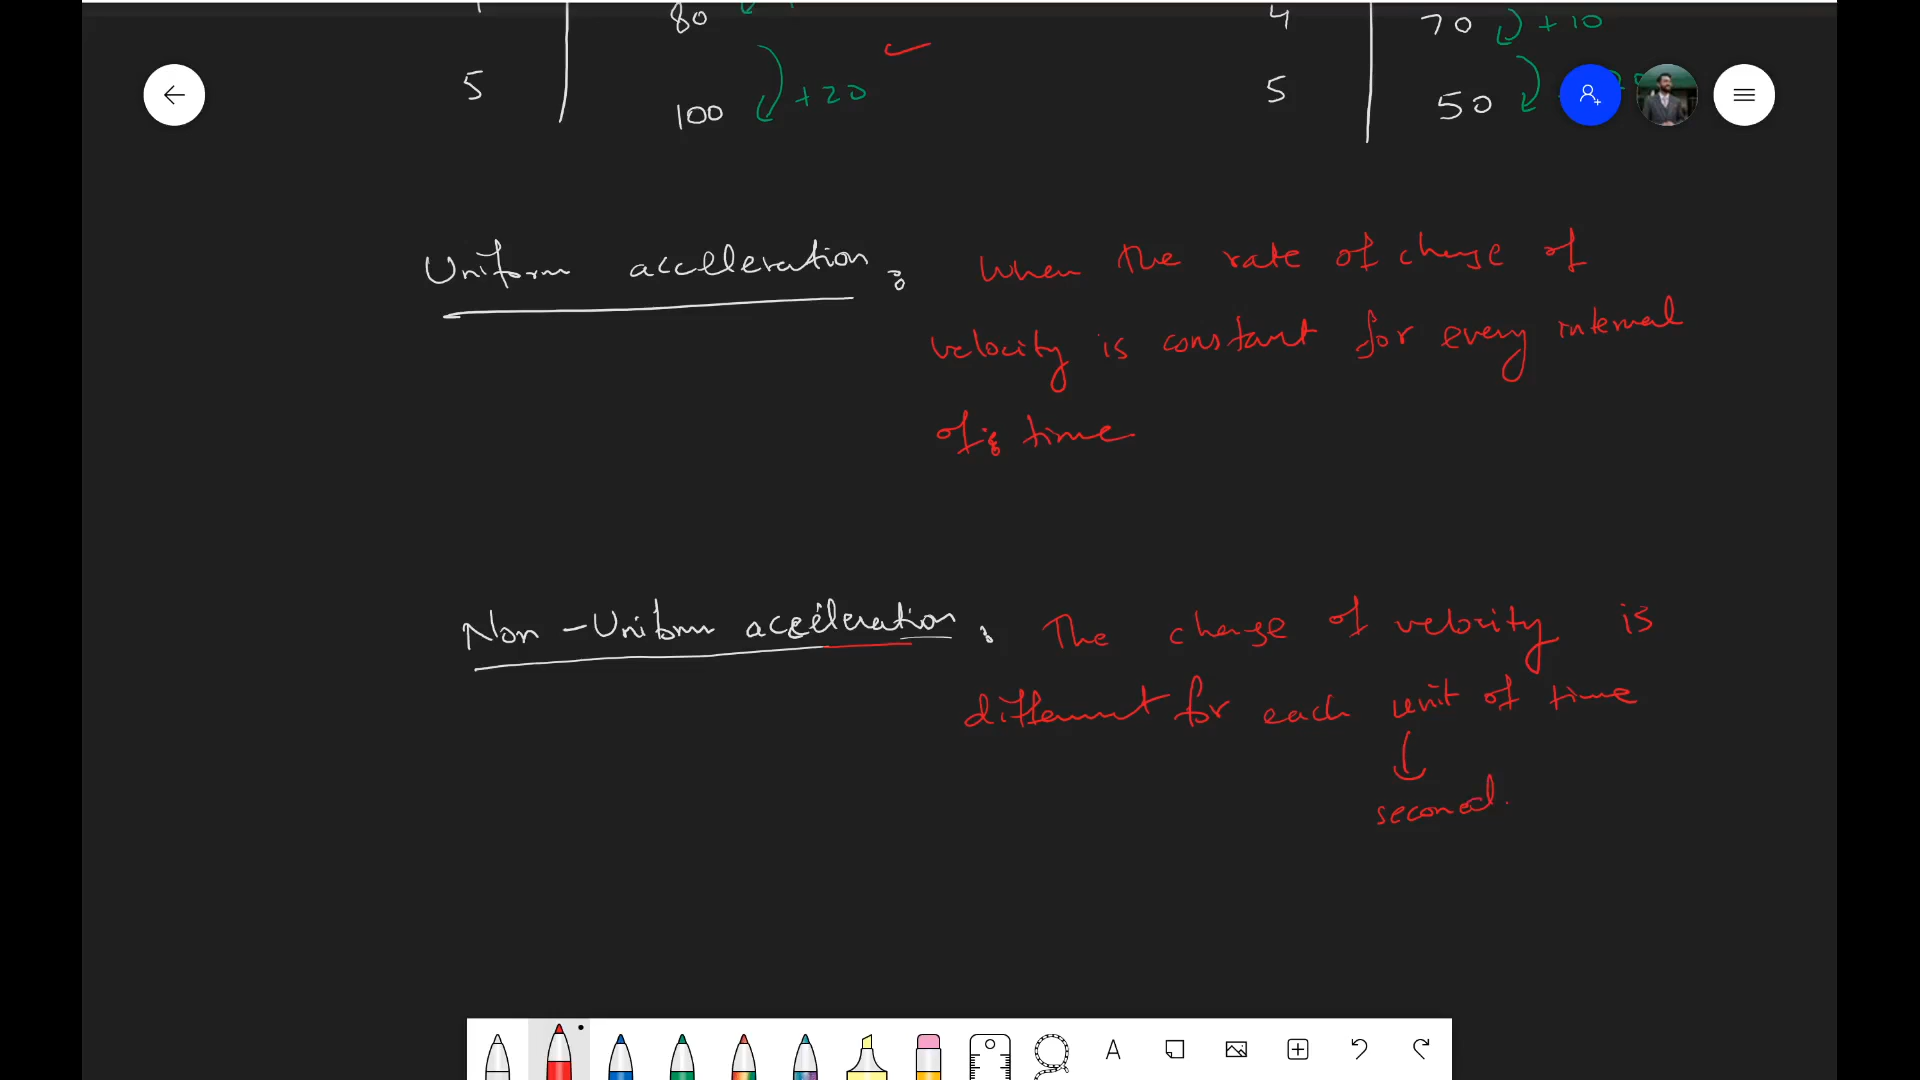 80
4
70 + 10
5
100 + 20
5
50
Uniform accelleration : When the rate of change of
velocity is constant for every interval
of time
Non - Uniform accéleration : The change of velocity is
different for each unit of time
second.
A